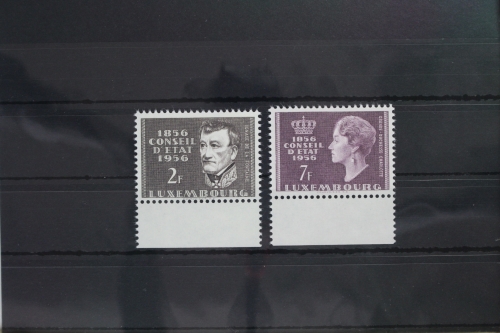 1856
CONSEIL
D'ETAT
1956
2F
LUXEMBOURG
1856
CONSEIL
D'ETAT
1956
7F
LUXEMBOURG